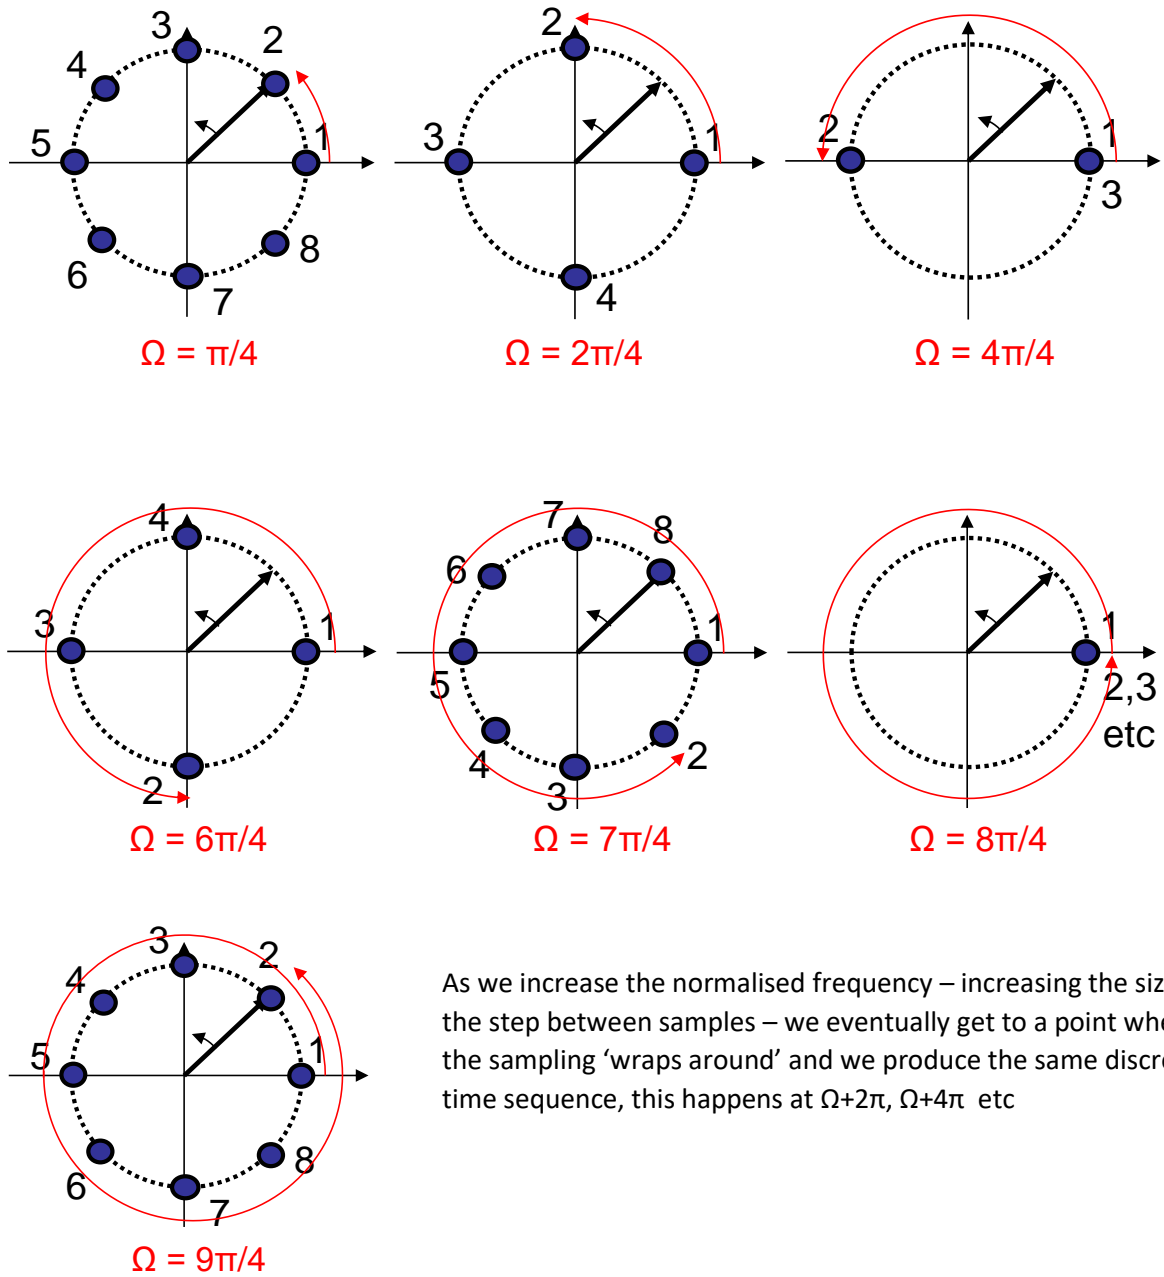 3 2
4
5 1
6 8
7
Ω = π/4
2
3 1
4
Ω = 2π/4
2 1
3
Ω = 4π/4
4
3 1
2
Ω = 6π/4
7 8
6
1
5
4 2
3
Ω = 7π/4
1
2,3
etc
Ω = 8π/4
3 2
4
5 1
6 8
7
Ω = 9π/4
As we increase the normalised frequency – increasing the siz
the step between samples – we eventually get to a point whe
the sampling ‘wraps around’ and we produce the same discre
time sequence, this happens at Ω+2π, Ω+4π etc